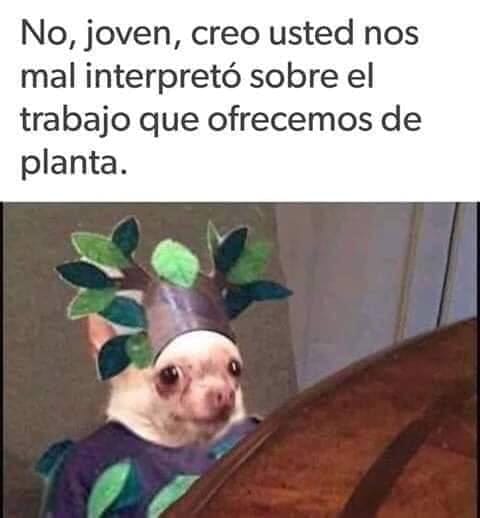 No, joven, creo usted nos
mal interpretó sobre el
trabajo que ofrecemos de
planta.